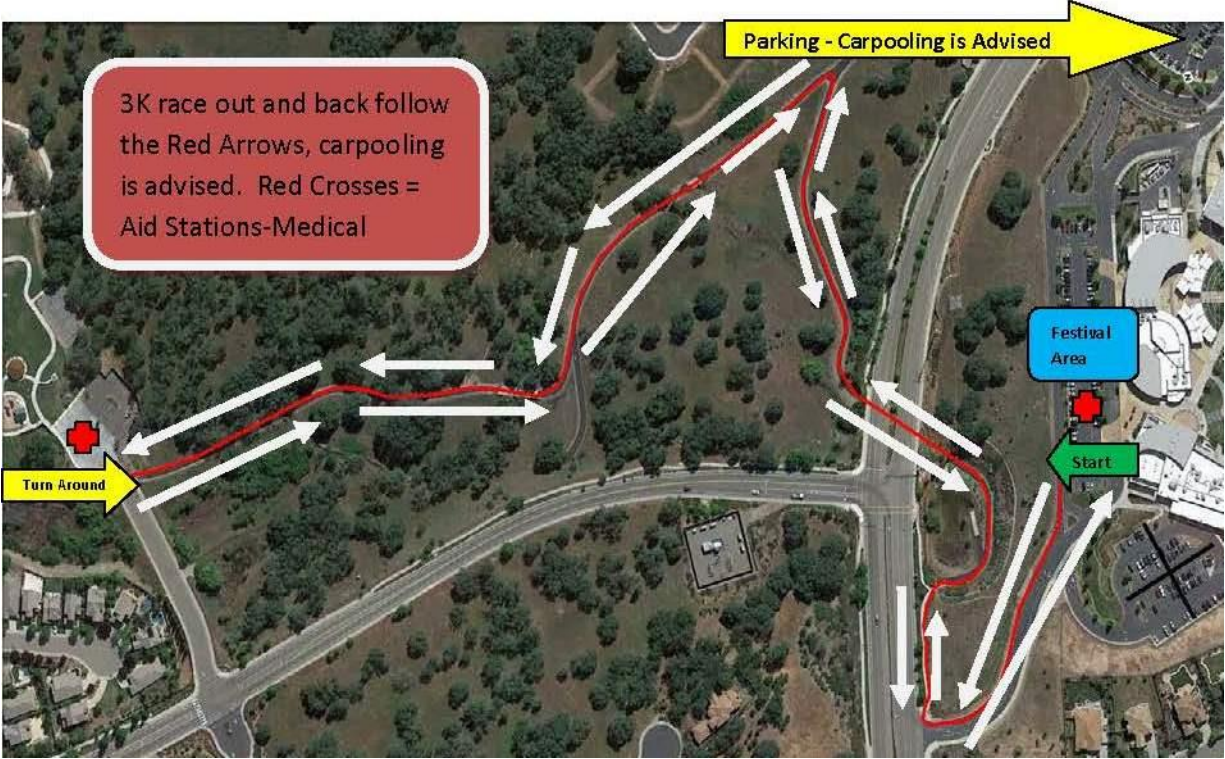 Parking - Carpooling is Advised
3K race out and back follow
the Red Arrows, carpooling
is advised. Red Crosses =
Aid Stations-Medical
Festival
Area
Start
Turn Around